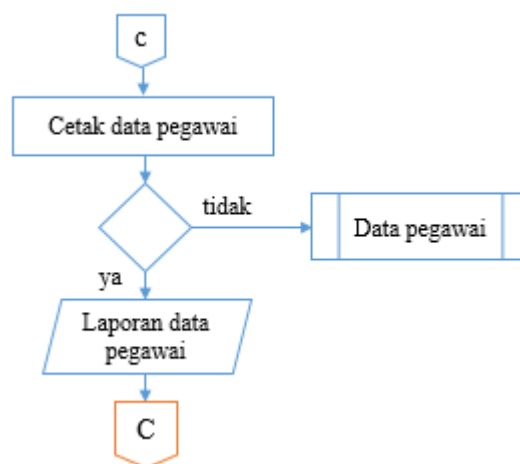 c
Cetak data pegawai
tidak
Data pegawai
ya
Laporan data
pegawai
C